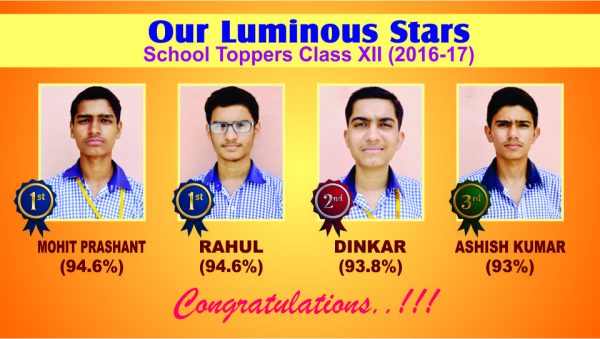 Our Luminous Stars
School Toppers Class XII (2016-17)
1st
1st
2nd
3rd
MOHIT PRASHANT
(94.6%)
RAHUL
(94.6%)
DINKAR
(93.8%)
ASHISH KUMAR
(93%)
Congratulations..!!!